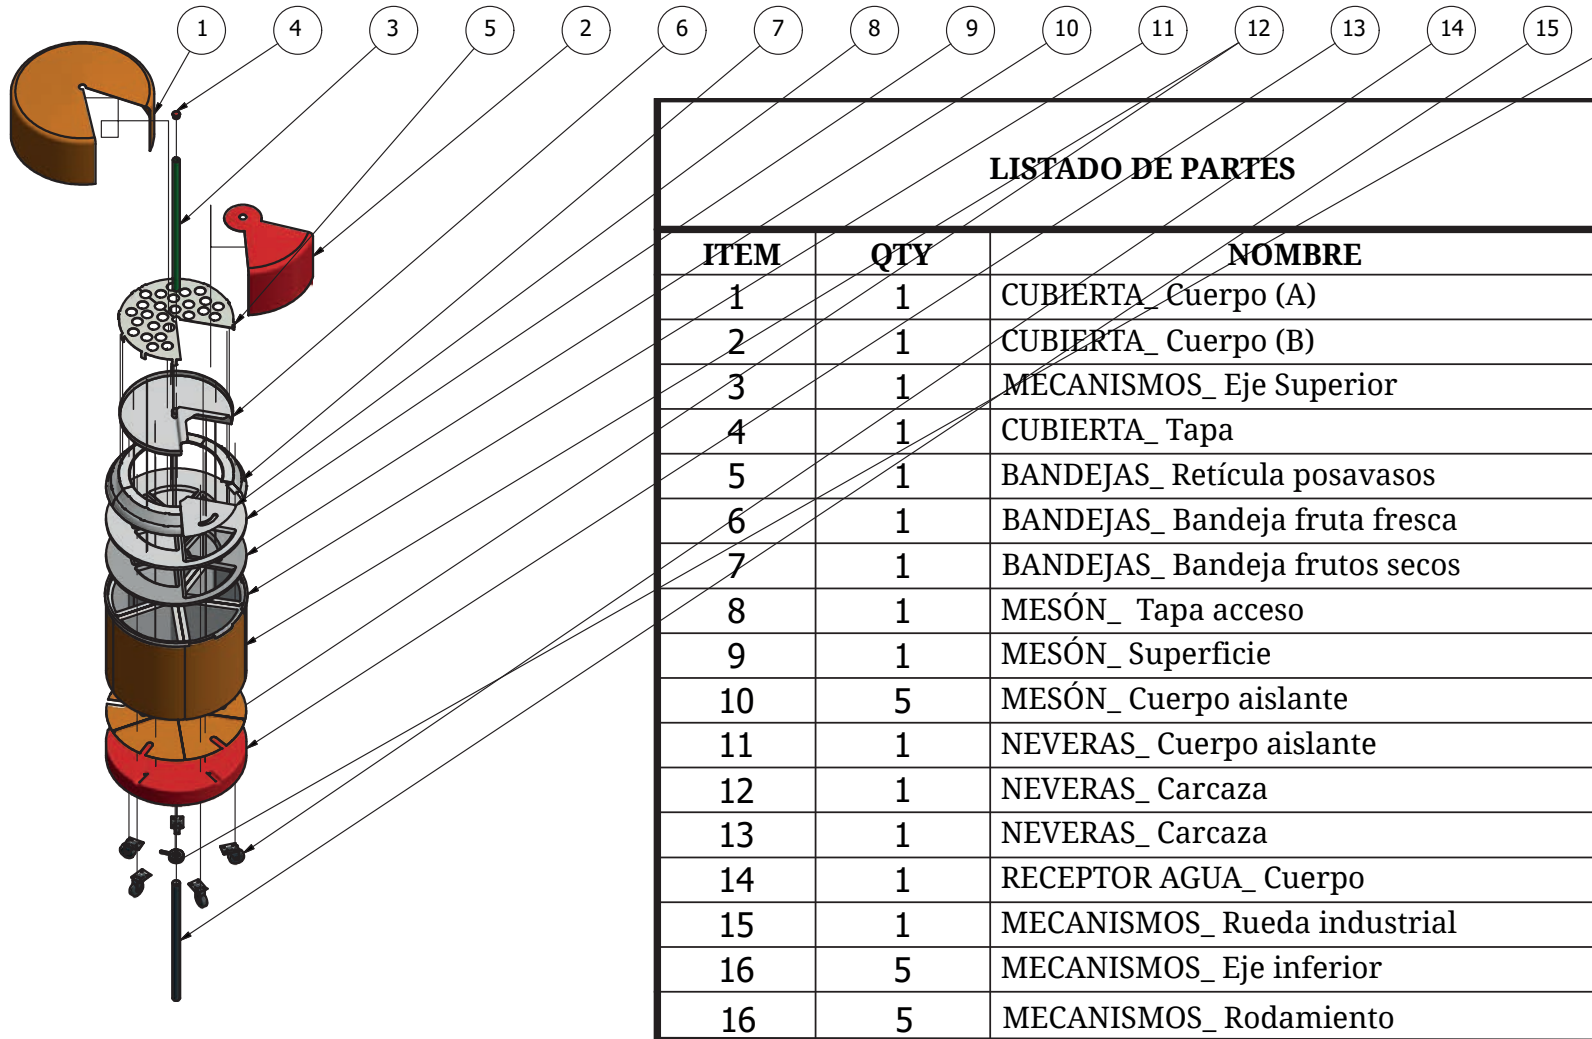 1 4 3 5 2 6 7 8 9 10 11 12 13 14 15
LISTADO DE PARTES
ITEM QTY NOMBRE
1 1 CUBIERTA_ Cuerpo (A)
2 1 CUBIERTA_ Cuerpo (B)
3 1 MECANISMOS_ Eje Superior
4 1 CUBIERTA_ Tapa
5 1 BANDEJAS_ Retícula posavasos
6 1 BANDEJAS_ Bandeja fruta fresca
7 1 BANDEJAS_ Bandeja frutos secos
8 1 MESÓN_ Tapa acceso
9 1 MESÓN_ Superficie
10 5 MESÓN_ Cuerpo aislante
11 1 NEVERAS_ Cuerpo aislante
12 1 NEVERAS_ Carcaza
13 1 NEVERAS_ Carcaza
14 1 RECEPTOR AGUA_ Cuerpo
15 1 MECANISMOS_ Rueda industrial
16 5 MECANISMOS_ Eje inferior
16 5 MECANISMOS_ Rodamiento